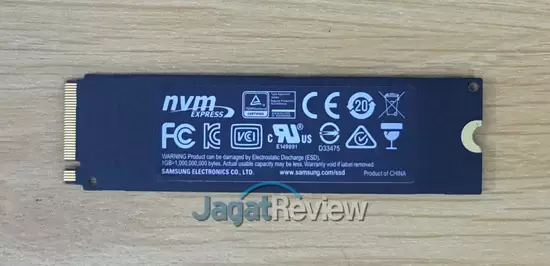 nvm
EXPRESS
CE
20
FC
VCI
c UL us
E149091
D33475
WARNING Product can be damaged by Electrostatic Discharge (ESD).
1GB=1,000,000,000 bytes. Actual usable capacity may be less. Warranty void if label removed.
SAMSUNG ELECTRONICS CO., LTD. www.samsung.com/ssd Product of CHINA
JagatReview